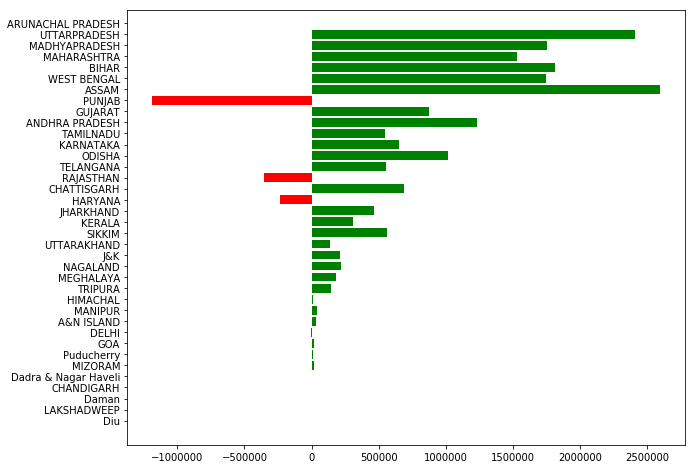 ARUNACHAL PRADESH
UTTARPRADESH
MADHYAPRADESH
MAHARASHTRA
BIHAR
WEST BENGAL
ASSAM
PUNJAB
GUJARAT
ANDHRA PRADESH
TAMILNADU
KARNATAKA
ODISHA
TELANGANA
RAJASTHAN
CHATTISGARH
HARYANA
JHARKHAND
KERALA
SIKKIM
UTTARAKHAND
J&K
NAGALAND
MEGHALAYA
TRIPURA
HIMACHAL
MANIPUR
A&N ISLAND
DELHI
GOA
Puducherry
MIZORAM
Dadra & Nagar Haveli
CHANDIGARH
Daman
LAKSHADWEEP
Diu
−1000000 −500000 0 500000 1000000 1500000 2000000 2500000